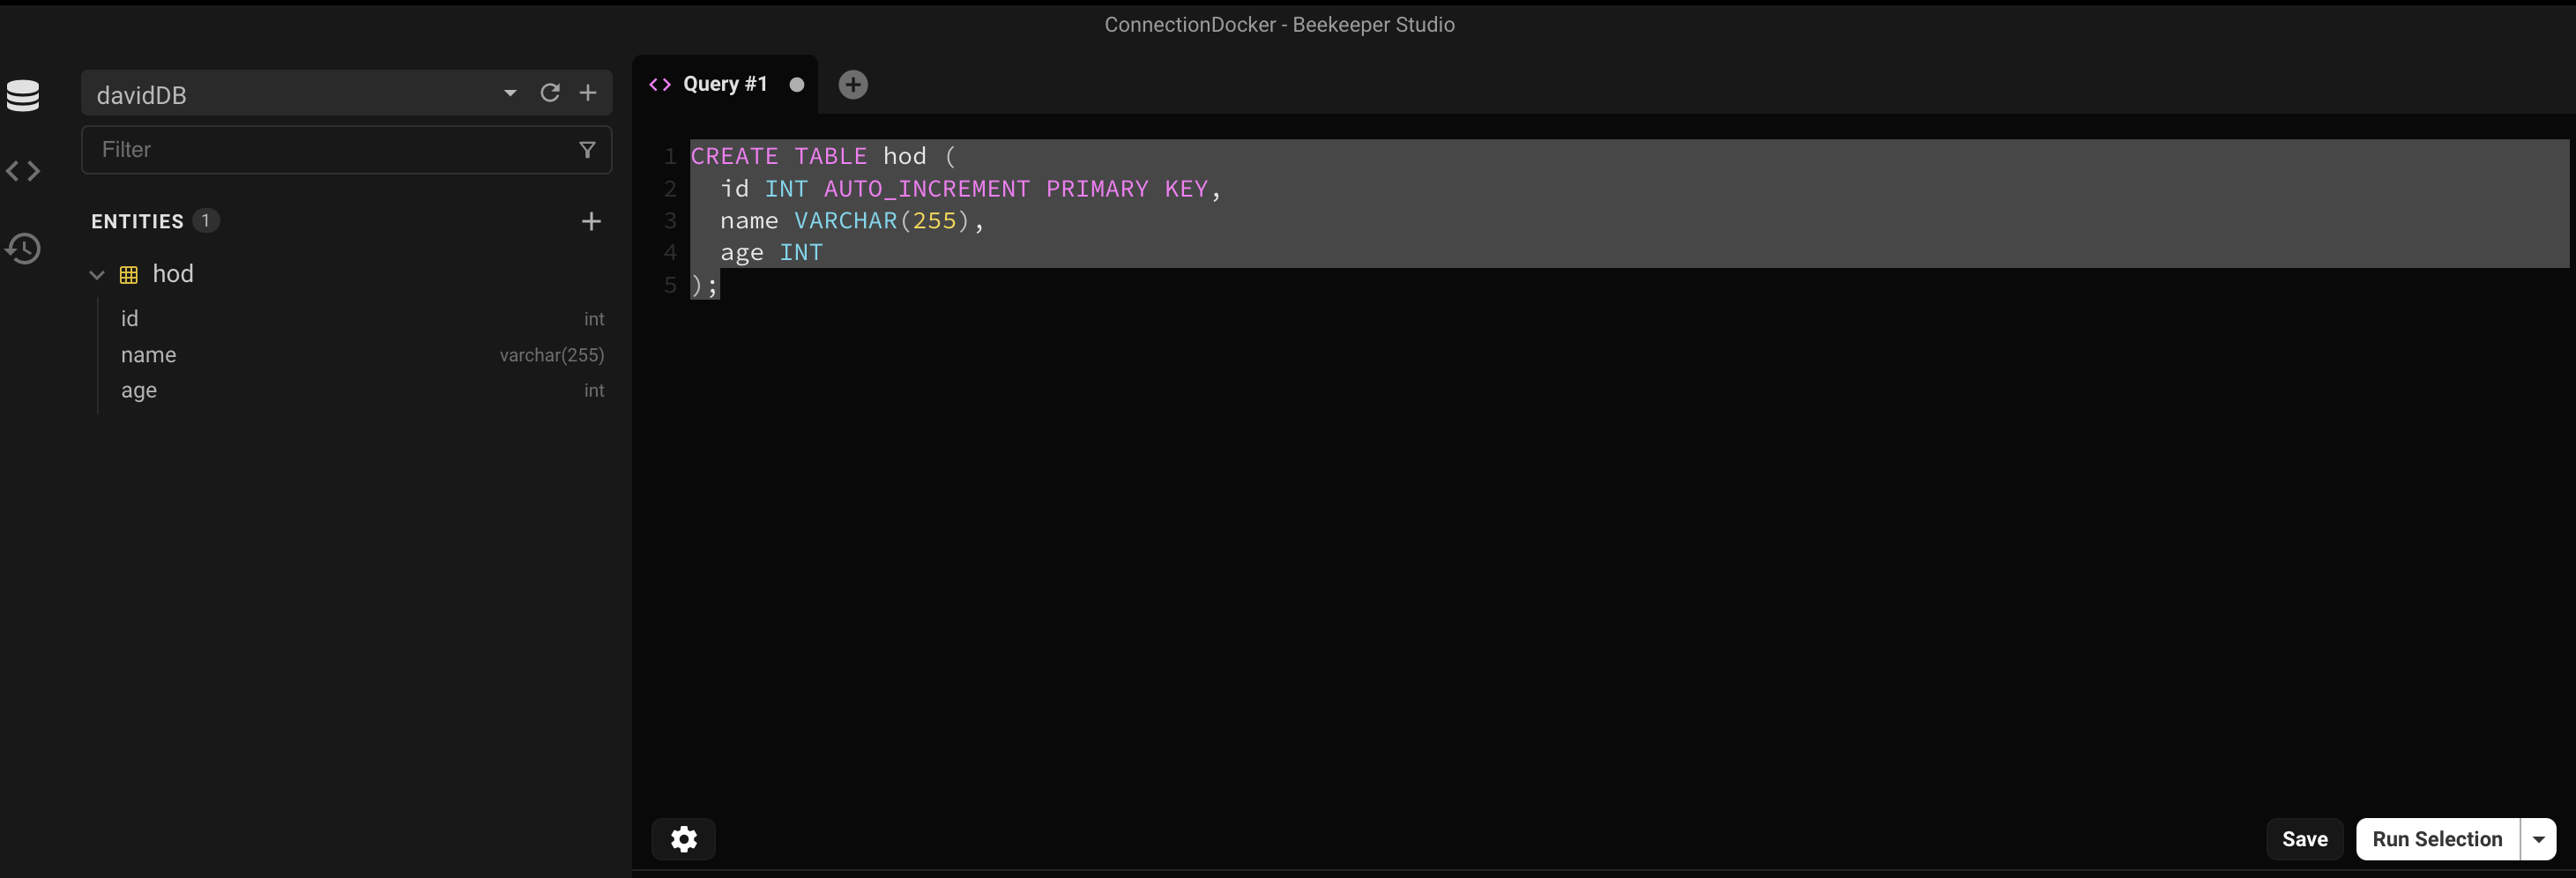 ConnectionDocker - Beekeeper Studio
davidDB
Filter
ENTITIES 1
hod
id int
name varchar(255)
age int
Query #1
1 CREATE TABLE hod (
2 id INT AUTO_INCREMENT PRIMARY KEY,
3 name VARCHAR(255),
4 age INT
5 );
Save
Run Selection